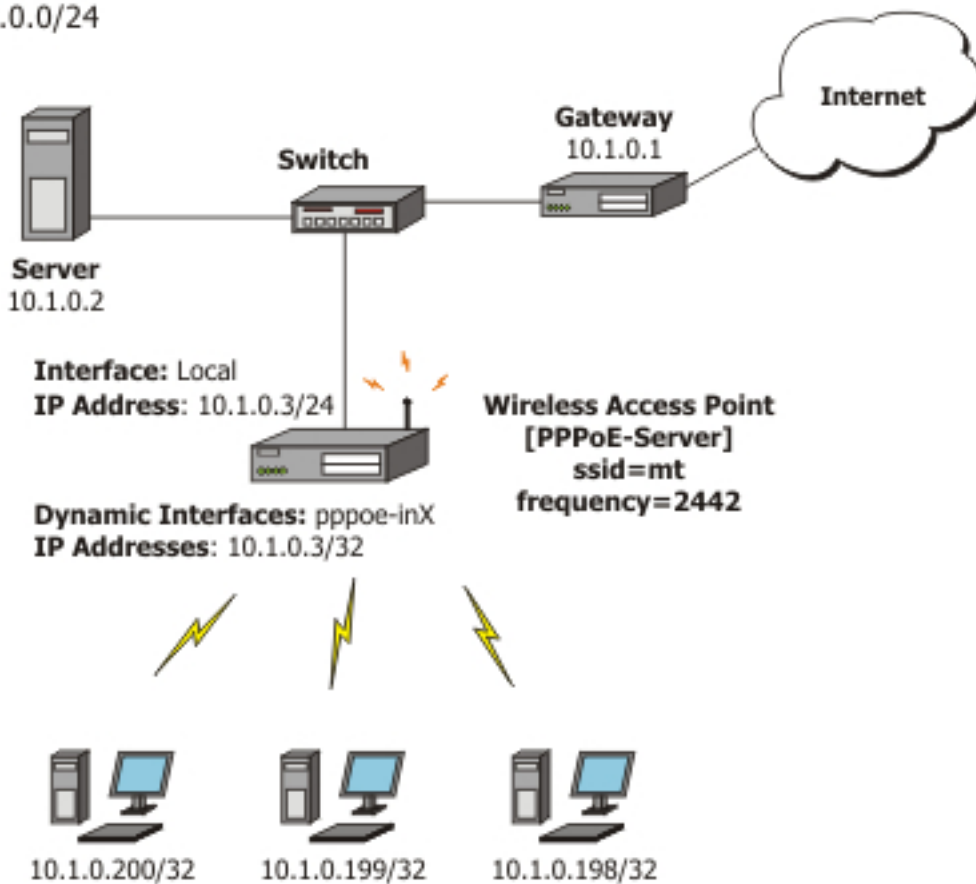 .0.0/24
Internet
Gateway
10.1.0.1
Switch
Server
10.1.0.2
Interface: Local
IP Address: 10.1.0.3/24
Wireless Access Point
[PPPoE-Server]
ssid=mt
frequency=2442
Dynamic Interfaces: pppoe-inX
IP Addresses: 10.1.0.3/32
10.1.0.200/32
10.1.0.199/32
10.1.0.198/32